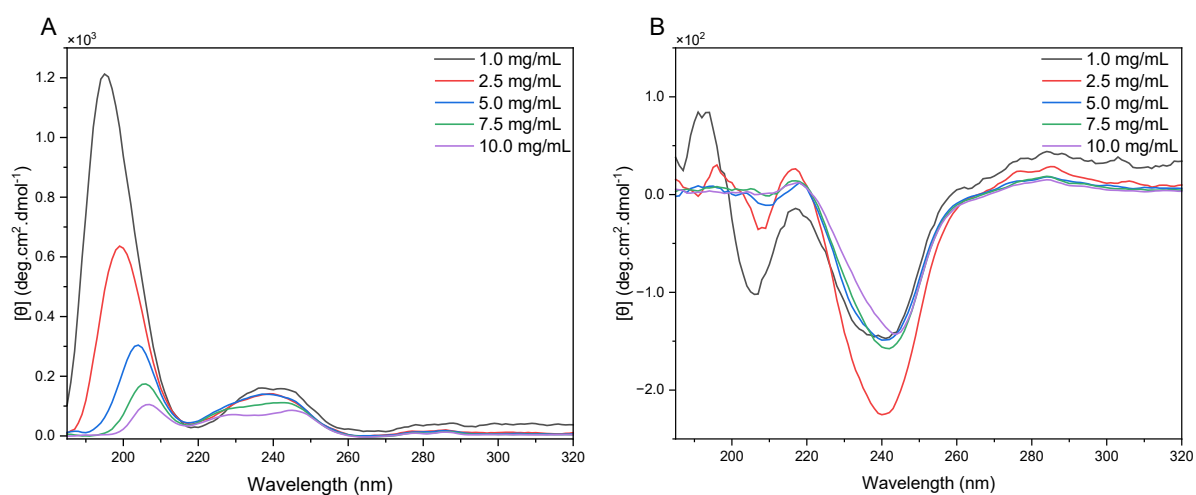 A
×10³
1.2
1.0
0.8
0.6
0.4
0.2
0.0
[θ] (deg.cm².dmol⁻¹)
200 220 240 260 280 300 320
Wavelength (nm)
1.0 mg/mL
2.5 mg/mL
5.0 mg/mL
7.5 mg/mL
10.0 mg/mL
B
×10²
1.0
0.0
−1.0
−2.0
[θ] (deg.cm².dmol⁻¹)
200 220 240 260 280 300 320
Wavelength (nm)
1.0 mg/mL
2.5 mg/mL
5.0 mg/mL
7.5 mg/mL
10.0 mg/mL